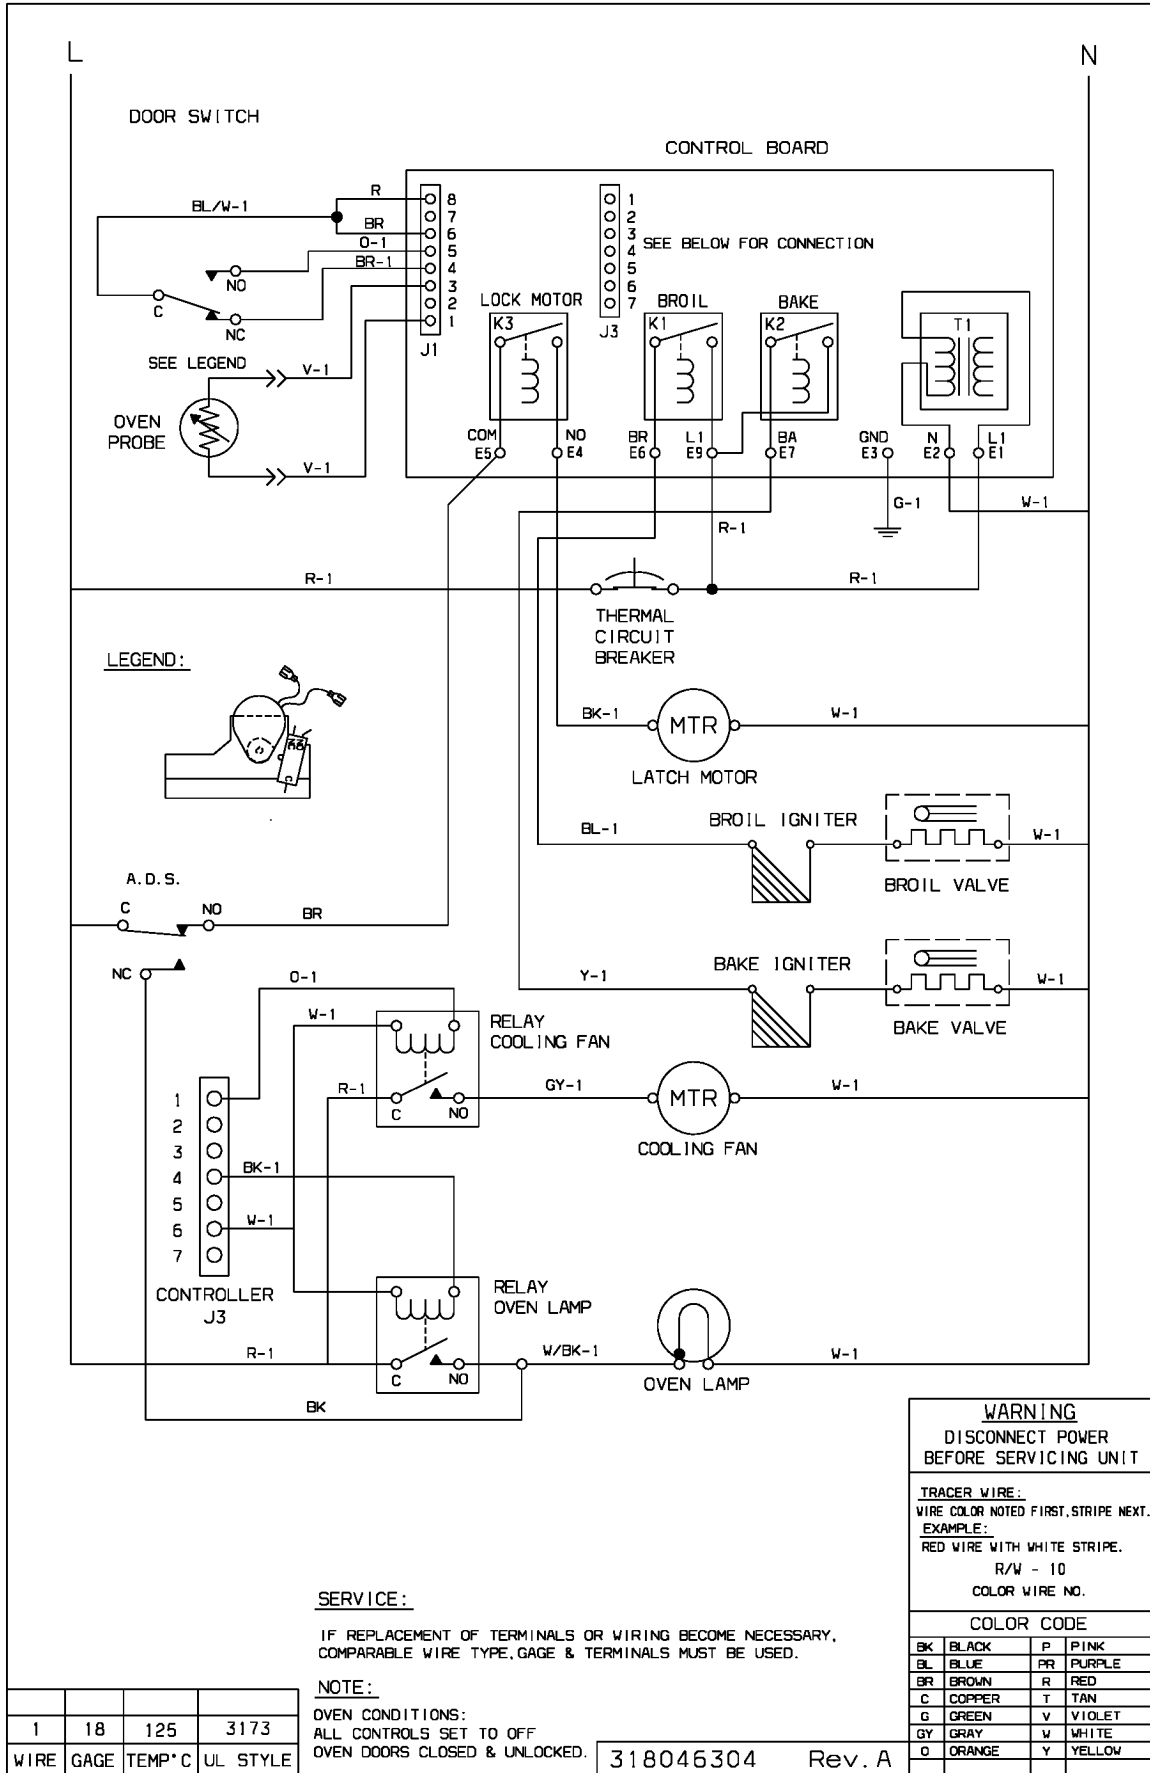 L
N
DOOR SWITCH
CONTROL BOARD
R
BL/W-1
BR
O-1
BR-1
8
7
6
5
4
3
2
1
J1
1
2
3
4
5
6
7
J3
SEE BELOW FOR CONNECTION
NO
C
NC
LOCK MOTOR
BROIL
BAKE
K3
K1
K2
T1
SEE LEGEND
V-1
OVEN
PROBE
V-1
COM
E5
NO
E4
BR
E6
L1
E9
BA
E7
GND
E3
N
E2
L1
E1
G-1
W-1
R-1
R-1
R-1
THERMAL
CIRCUIT
BREAKER
LEGEND:
NC
NO
C
BK-1
MTR
W-1
LATCH MOTOR
BL-1
BROIL IGNITER
W-1
BROIL VALVE
A.D.S.
C
NO
BR
NC
Y-1
BAKE IGNITER
W-1
BAKE VALVE
O-1
W-1
RELAY
COOLING FAN
R-1
C
NO
GY-1
MTR
W-1
COOLING FAN
1
2
3
4
5
6
7
BK-1
W-1
CONTROLLER
J3
RELAY
OVEN LAMP
R-1
C
NO
W/BK-1
W-1
OVEN LAMP
BK
WARNING
DISCONNECT POWER
BEFORE SERVICING UNIT
TRACER WIRE:
WIRE COLOR NOTED FIRST,STRIPE NEXT.
EXAMPLE:
RED WIRE WITH WHITE STRIPE.
R/W - 10
COLOR WIRE NO.
COLOR CODE
BK BLACK P PINK
BL BLUE PR PURPLE
BR BROWN R RED
C COPPER T TAN
G GREEN V VIOLET
GY GRAY W WHITE
O ORANGE Y YELLOW
SERVICE:
IF REPLACEMENT OF TERMINALS OR WIRING BECOME NECESSARY,
COMPARABLE WIRE TYPE,GAGE & TERMINALS MUST BE USED.
NOTE:
OVEN CONDITIONS:
ALL CONTROLS SET TO OFF
OVEN DOORS CLOSED & UNLOCKED.
1 18 125 3173
WIRE GAGE TEMP°C UL STYLE
318046304 Rev. A